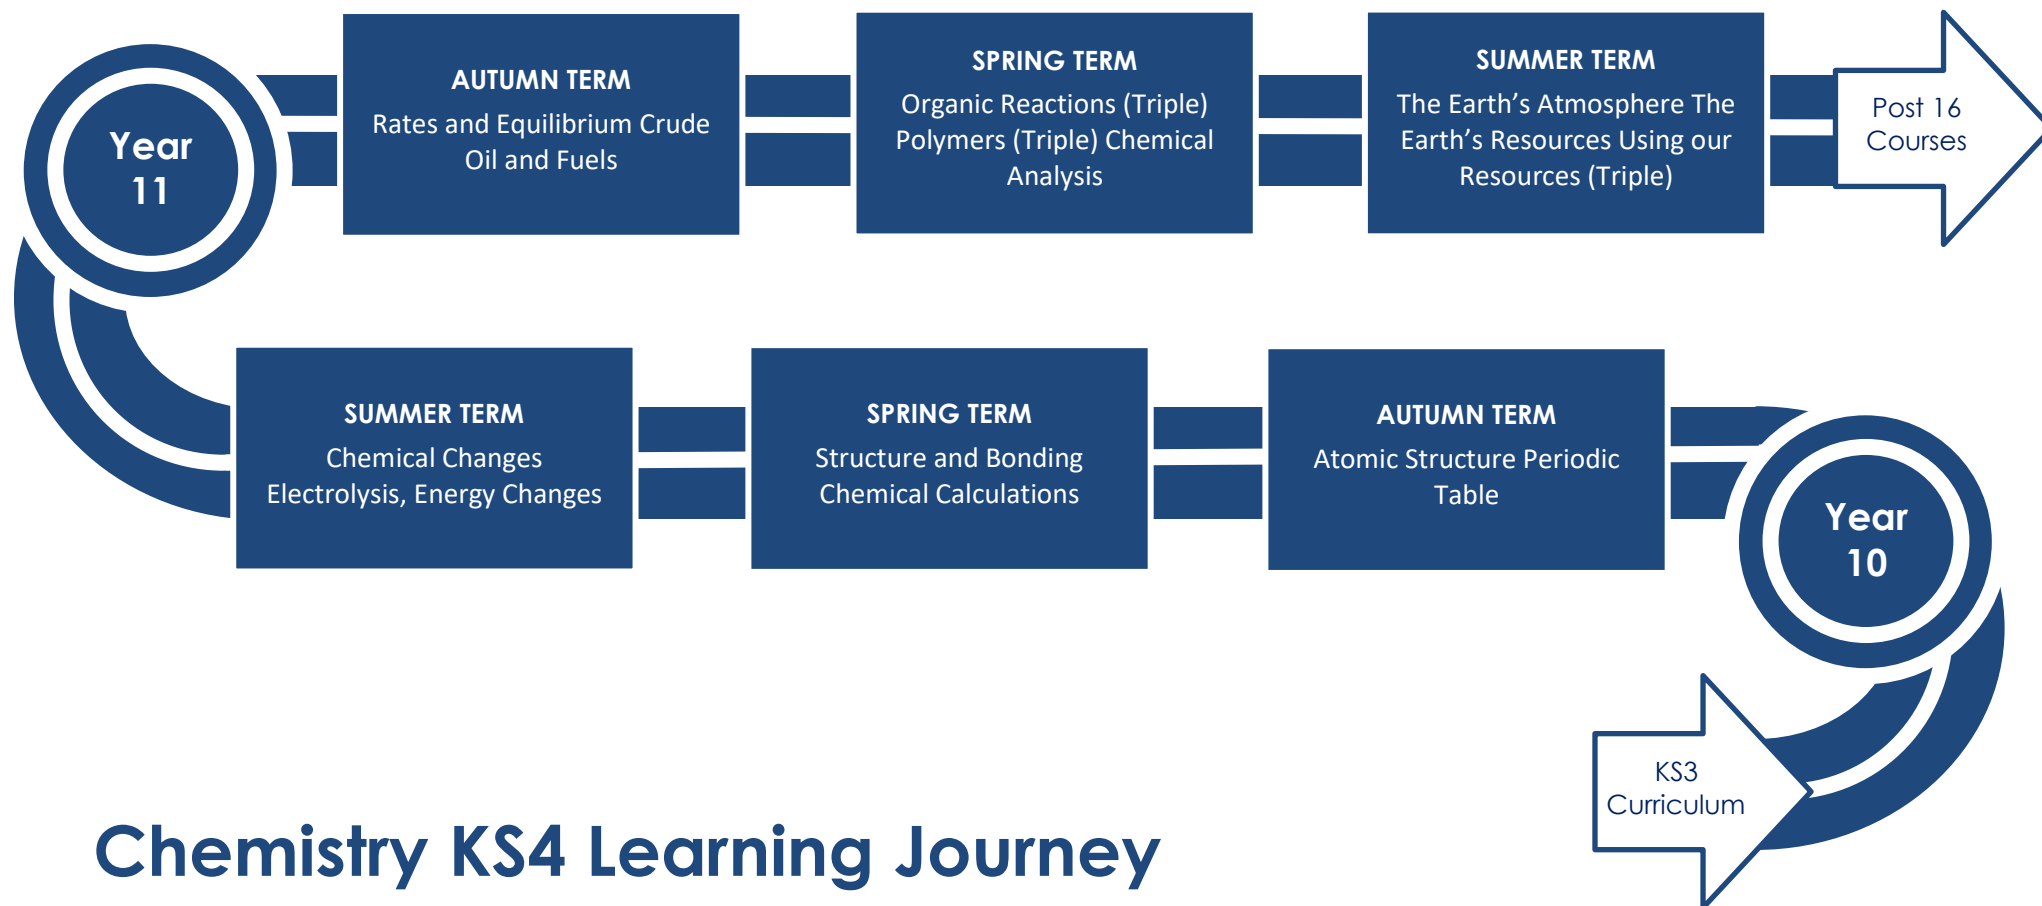 Year
11
AUTUMN TERM
Rates and Equilibrium Crude
Oil and Fuels
SPRING TERM
Organic Reactions (Triple)
Polymers (Triple) Chemical
Analysis
SUMMER TERM
The Earth’s Atmosphere The
Earth’s Resources Using our
Resources (Triple)
Post 16
Courses
SUMMER TERM
Chemical Changes
Electrolysis, Energy Changes
SPRING TERM
Structure and Bonding
Chemical Calculations
AUTUMN TERM
Atomic Structure Periodic
Table
Year
10
KS3
Curriculum
Chemistry KS4 Learning Journey